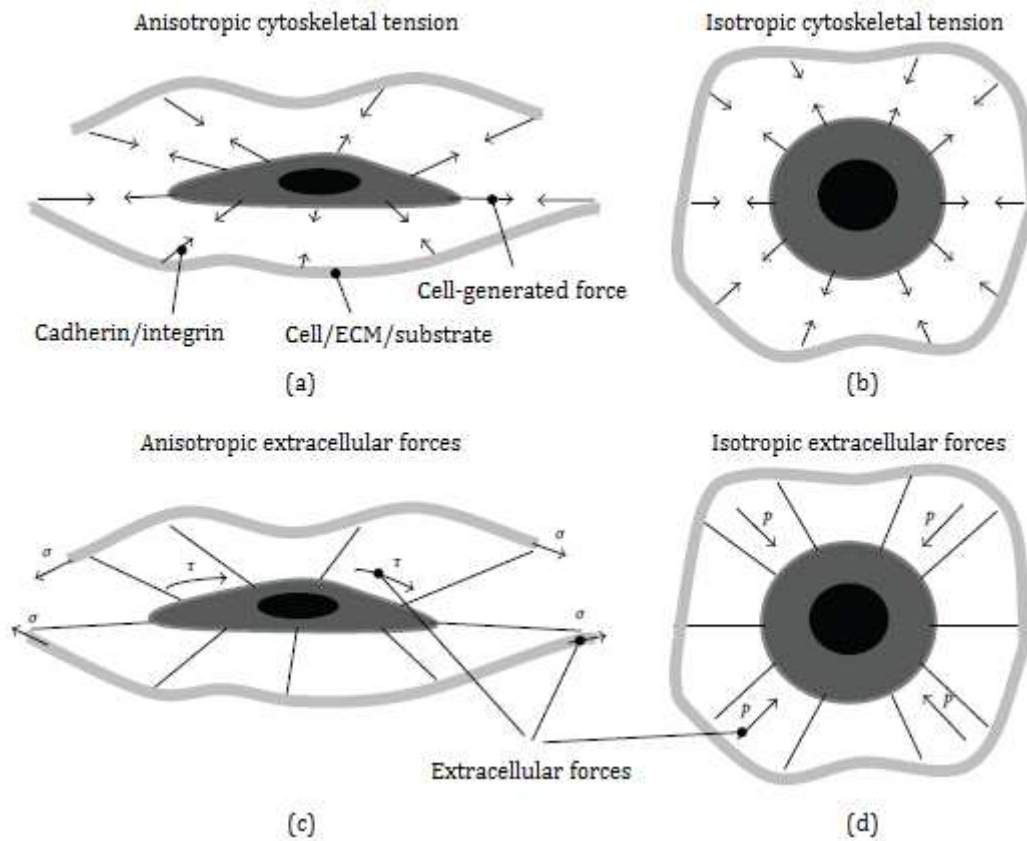 Anisotropic cytoskeletal tension
Isotropic cytoskeletal tension
Cell-generated force
Cadherin/integrin
Cell/ECM/substrate
(a)
(b)
Anisotropic extracellular forces
Isotropic extracellular forces
σ
τ
τ
σ
σ
σ
p
p
p
p
Extracellular forces
(c)
(d)